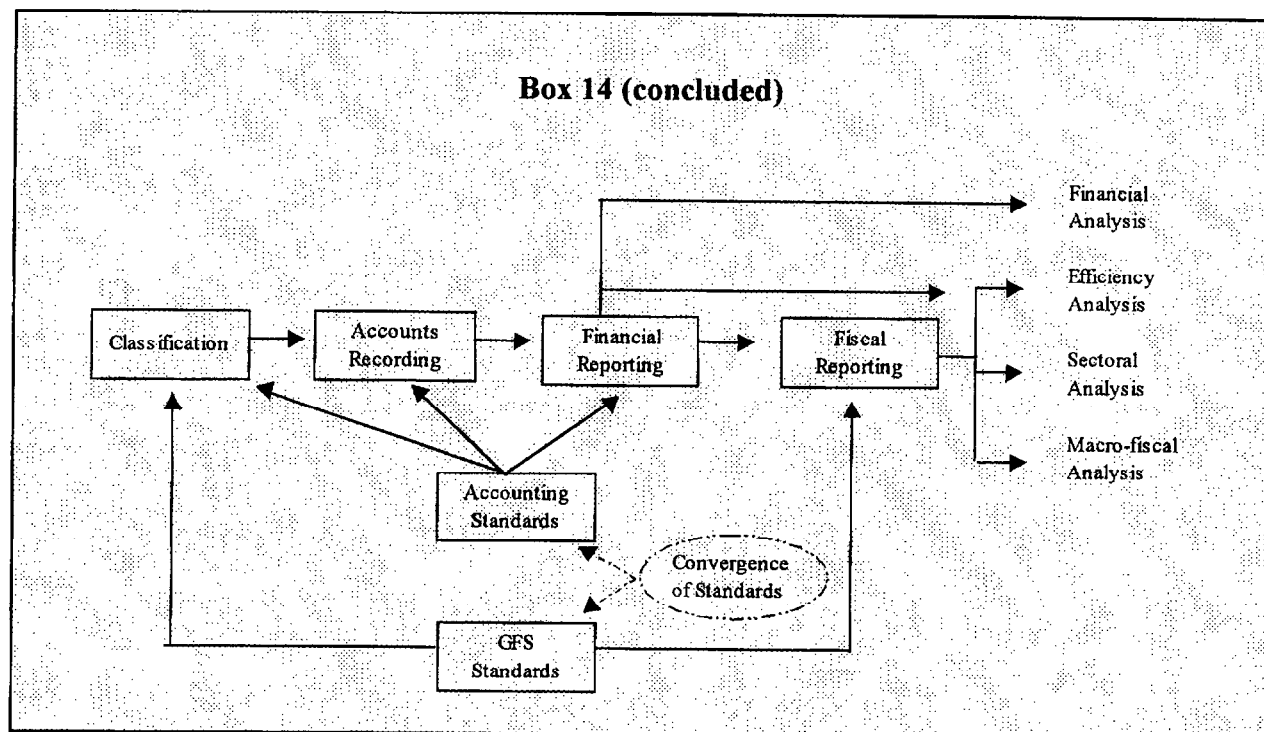 Box 14 (concluded)
Financial
Analysis
Efficiency
Analysis
Classification
Accounts
Recording
Financial
Reporting
Fiscal
Reporting
Sectoral
Analysis
Macro-fiscal
Analysis
Accounting
Standards
Convergence
of Standards
GFS
Standards